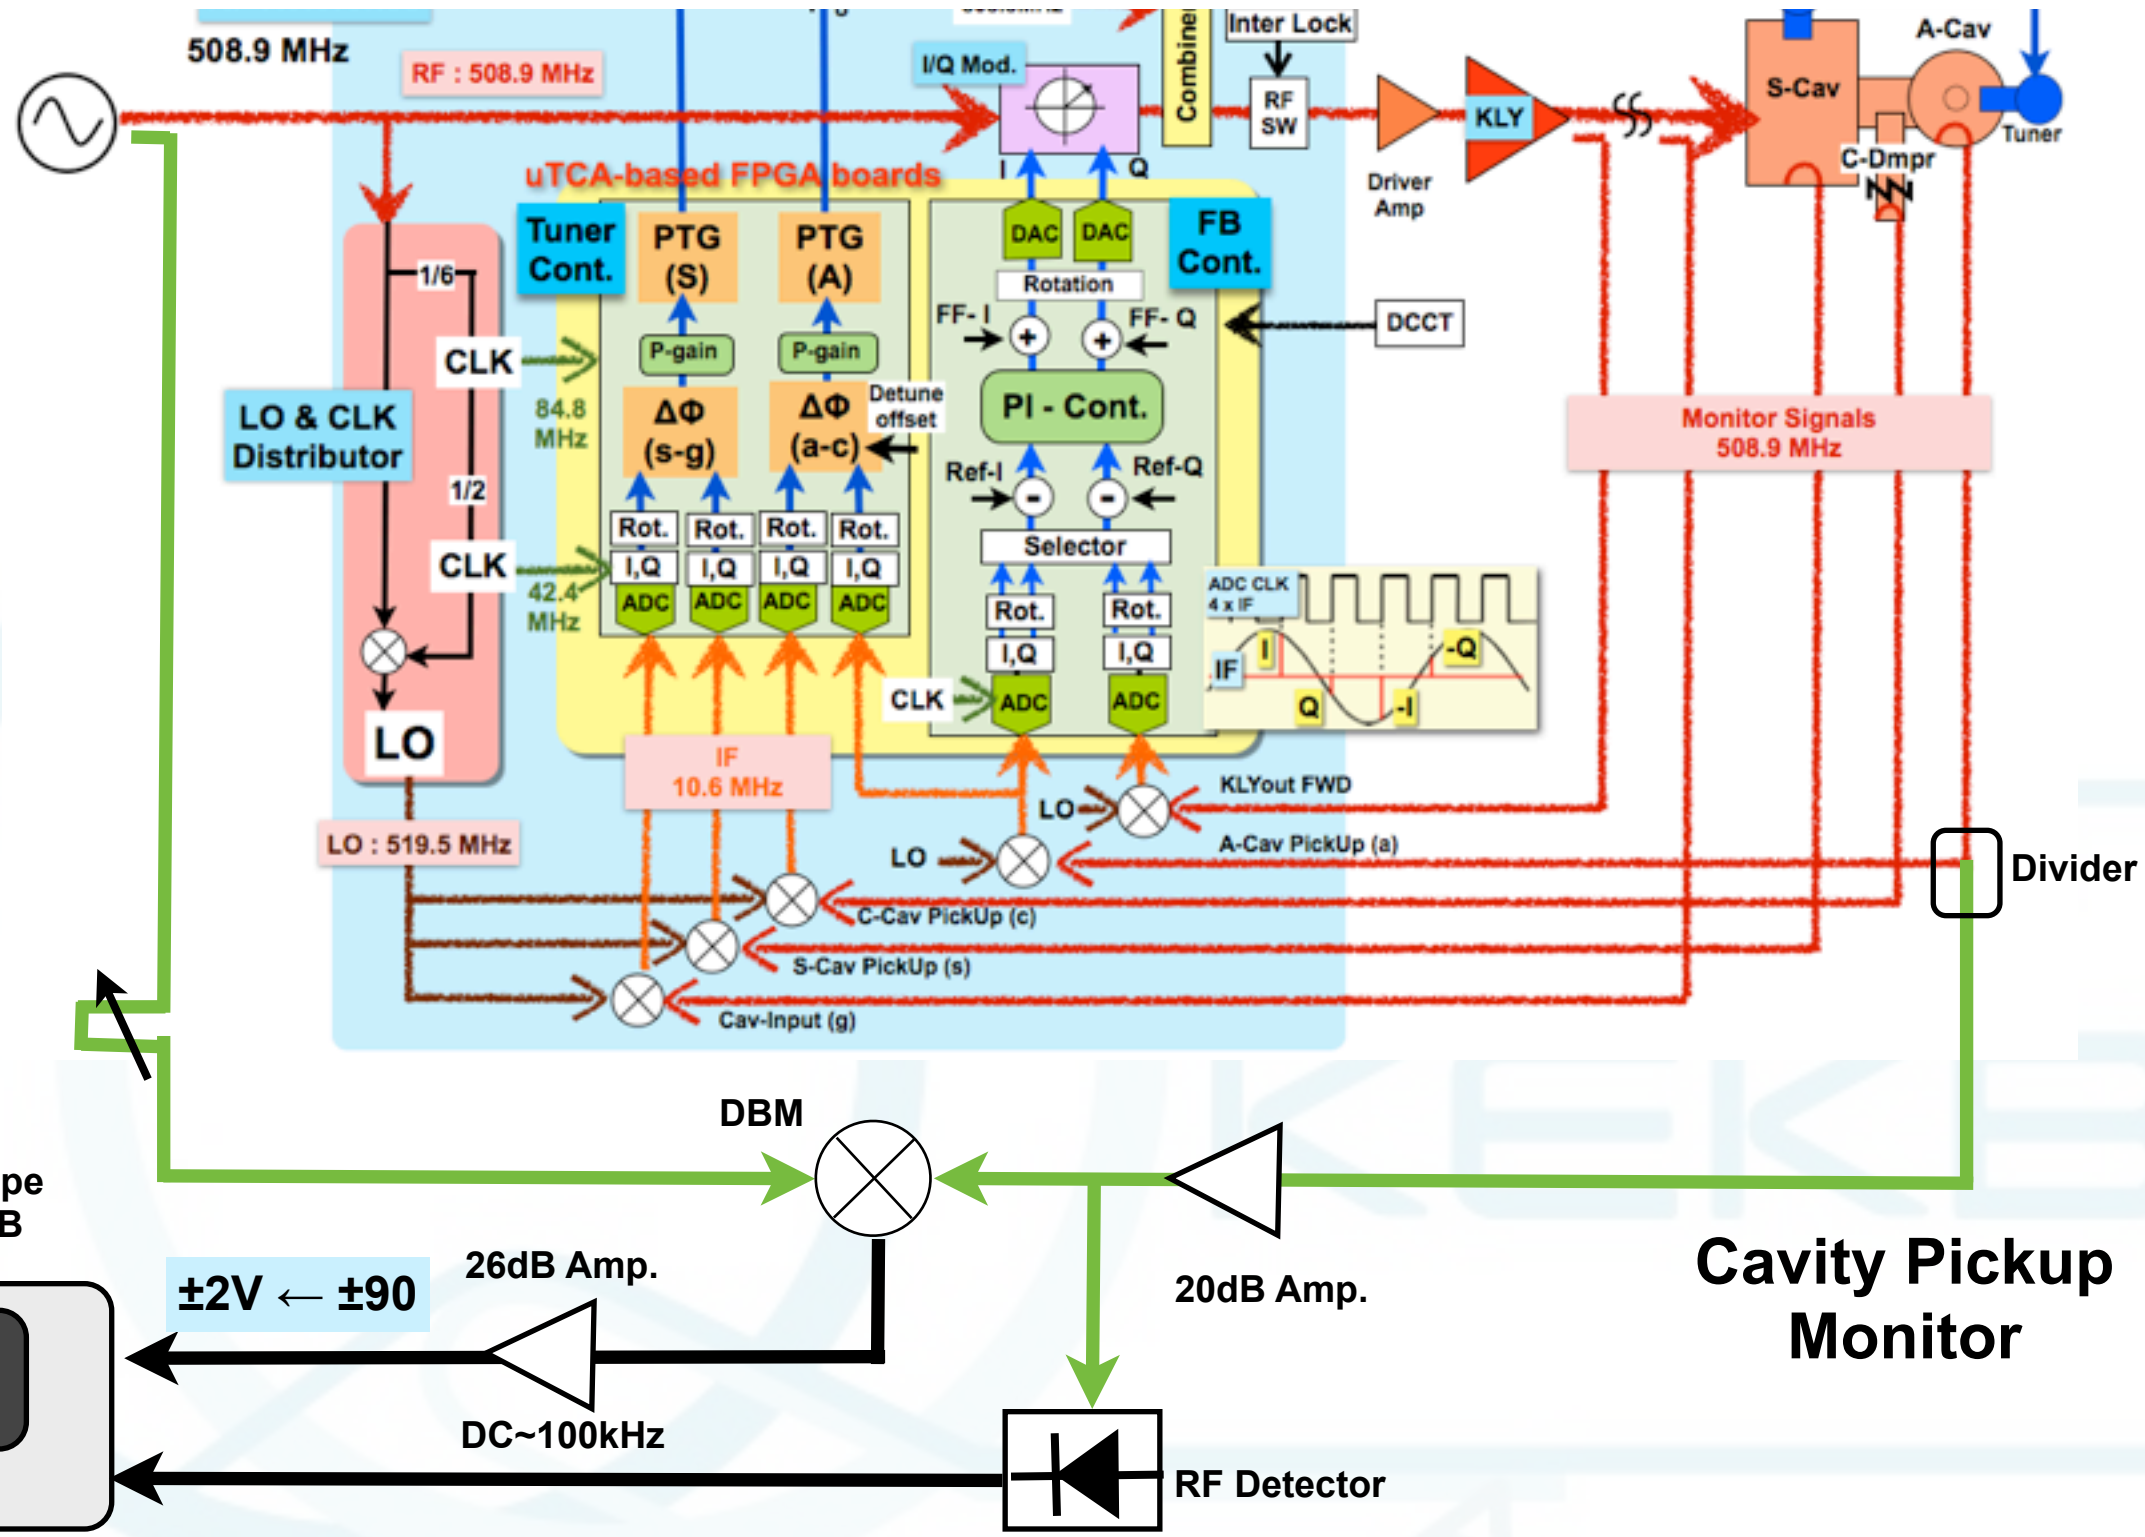 508.9 MHz
RF : 508.9 MHz
I/Q Mod.
Inter Lock
RF
SW
KLY
S-Cav
A-Cav
Tuner
C-Dmpr
Driver
Amp
I
Q
uTCA-based FPGA boards
Tuner
Cont.
PTG
(S)
PTG
(A)
DAC
DAC
FB
Cont.
Rotation
1/6
FF- I
+
+
FF- Q
DCCT
CLK
P-gain
P-gain
84.8
MHz
ΔΦ
(s-g)
ΔΦ
(a-c)
Detune
offset
PI - Cont.
LO & CLK
Distributor
Monitor Signals
508.9 MHz
1/2
Ref-I
-
-
Ref-Q
Rot.
Rot.
Rot.
Rot.
Selector
CLK
I,Q
I,Q
I,Q
I,Q
42.4
MHz
ADC
ADC
ADC
ADC
Rot.
Rot.
I,Q
I,Q
ADC CLK
4 x IF
IF
I
-Q
Q
-I
CLK
ADC
ADC
LO
IF
10.6 MHz
KLYout FWD
LO
LO : 519.5 MHz
A-Cav PickUp (a)
LO
Divider
C-Cav PickUp (c)
S-Cav PickUp (s)
Cav-Input (g)
DBM
pe
B
26dB Amp.
±2V ← ±90
20dB Amp.
Cavity Pickup
Monitor
DC~100kHz
RF Detector
KEKB